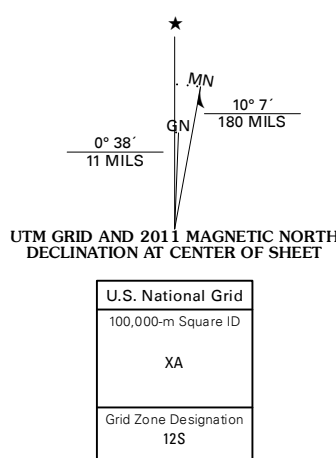 ★
MN
GN
10° 7´
180 MILS
0° 38´
11 MILS
UTM GRID AND 2011 MAGNETIC NORTH
DECLINATION AT CENTER OF SHEET
U.S. National Grid
100,000-m Square ID
XA
Grid Zone Designation
12S